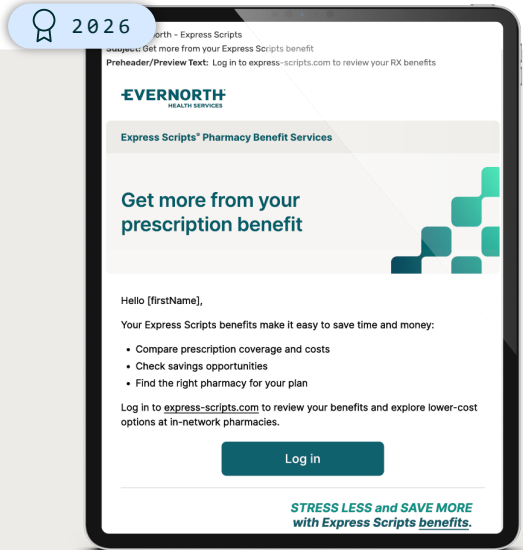 2026
orth – Express Scripts
Subject: Get more from your Express Scripts benefit
Preheader/Preview Text: Log in to express-scripts.com to review your RX benefits
EVERNORTH
HEALTH SERVICES
Express Scripts® Pharmacy Benefit Services
Get more from your
prescription benefit
Hello [firstName],
Your Express Scripts benefits make it easy to save time and money:
• Compare prescription coverage and costs
• Check savings opportunities
• Find the right pharmacy for your plan
Log in to express-scripts.com to review your benefits and explore lower-cost
options at in-network pharmacies.
Log in
STRESS LESS and SAVE MORE
with Express Scripts benefits.